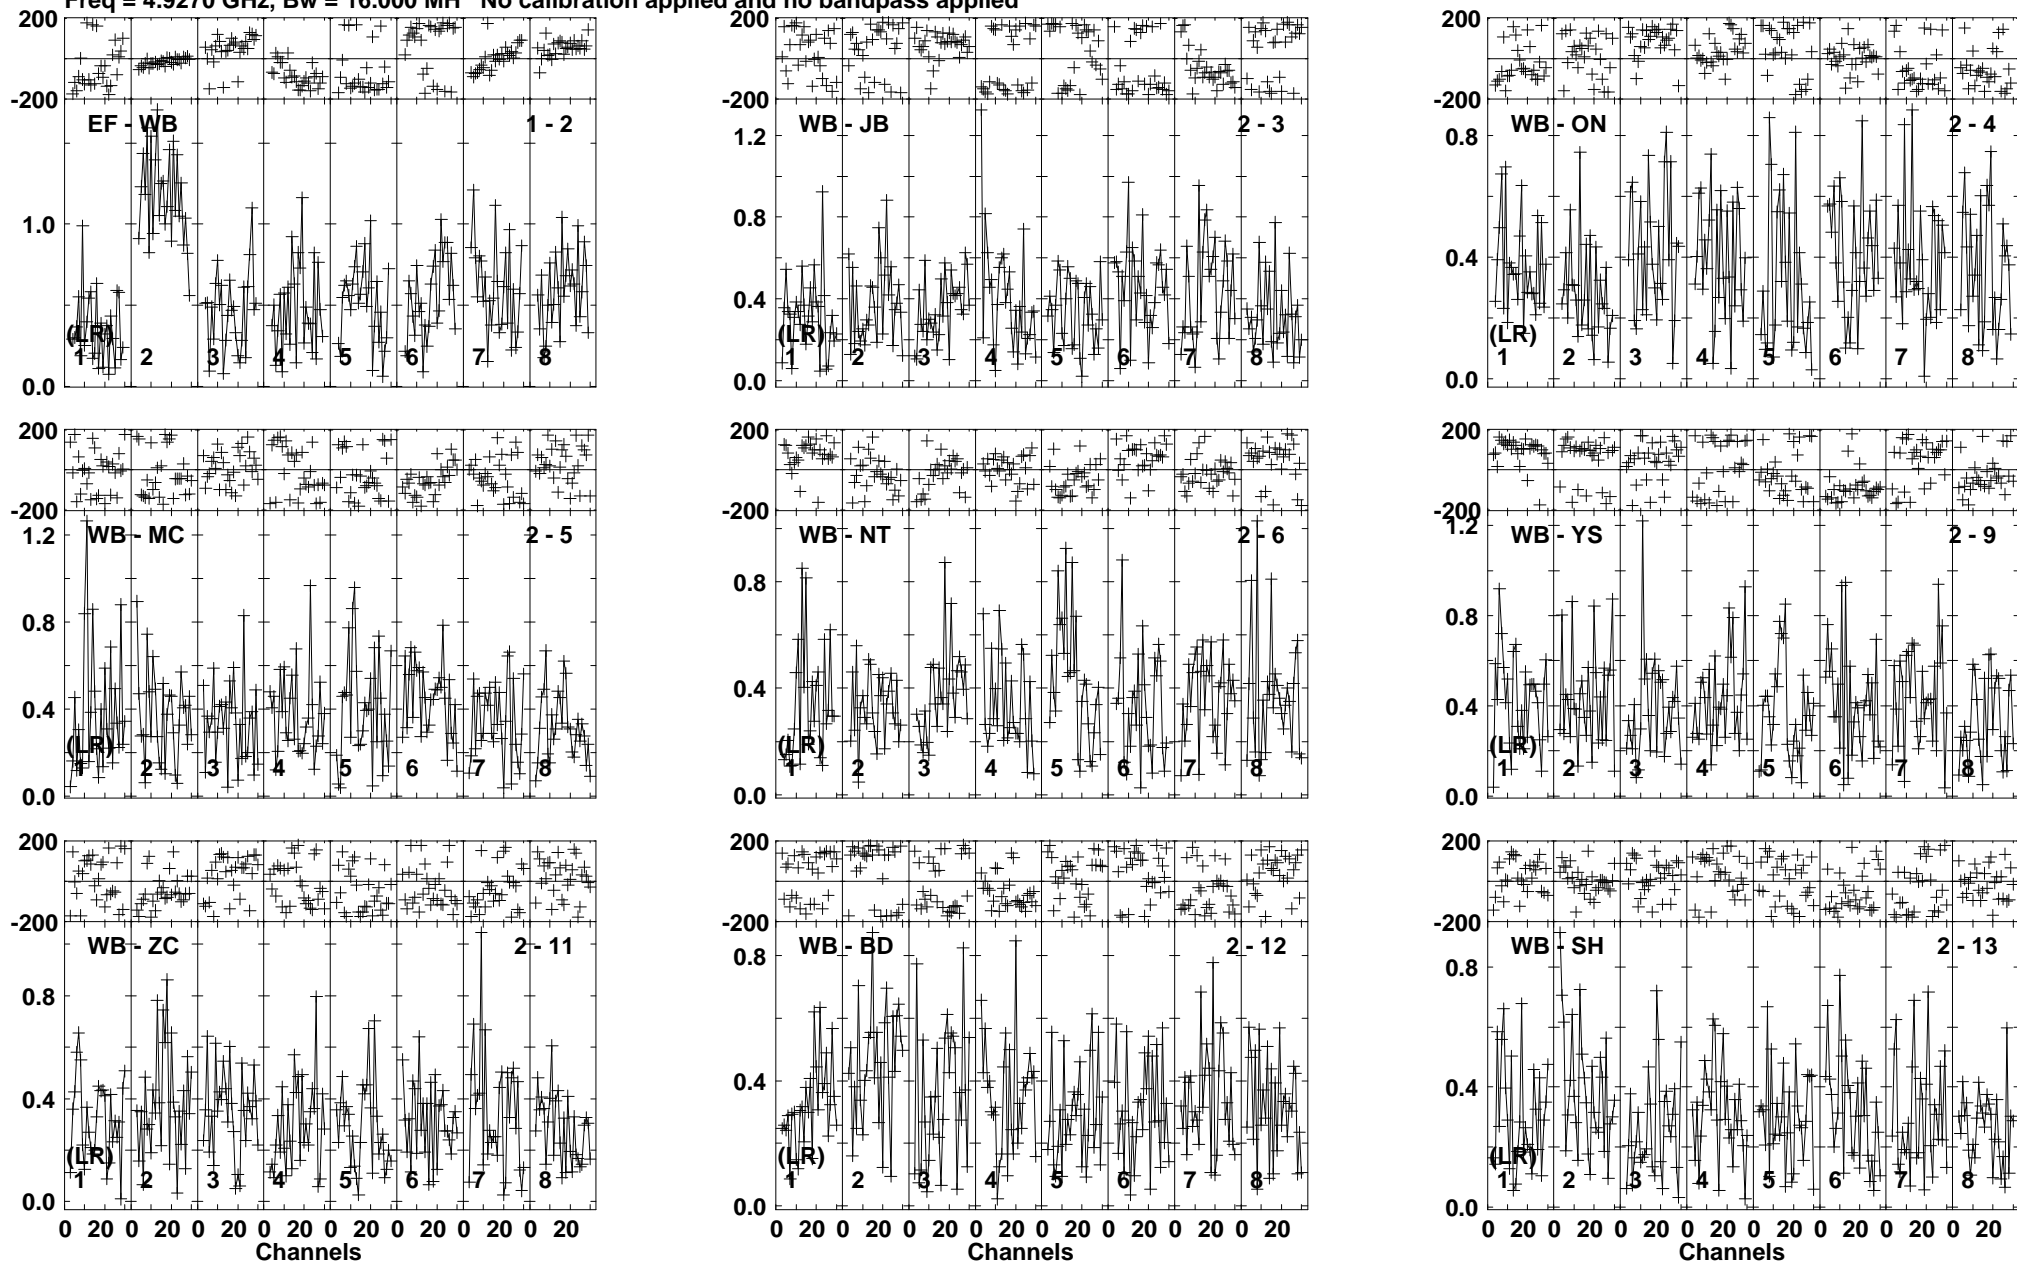 Freq = 4.9270 GHz, Bw = 16.000 MH No calibration applied and no bandpass applied
200 200 200
-200 -200 -200
EF - WB 1 - 2 WB - JB 2 - 3 WB - ON 2 - 4
1.2 0.8
1.0
0.8
0.4
0.4
(LR) (LR) (LR)
1 2 3 4 5 6 7 8 1 2 3 4 5 6 7 8 1 2 3 4 5 6 7 8
0.0 0.0 0.0
200 200 200
-200 -200 -200
WB - MC 2 - 5 WB - NT 2 - 6 WB - YS 2 - 9
1.2 1.2
0.8 0.8 0.8
0.4 0.4 0.4
(LR) (LR) (LR)
1 2 3 4 5 6 7 8 1 2 3 4 5 6 7 8 1 2 3 4 5 6 7 8
0.0 0.0 0.0
200 200 200
-200 -200 -200
WB - ZC 2 - 11 WB - BD 2 - 12 WB - SH 2 - 13
0.8 0.8 0.8
0.4 0.4 0.4
(LR) (LR) (LR)
1 2 3 4 5 6 7 8 1 2 3 4 5 6 7 8 1 2 3 4 5 6 7 8
0.0 0.0 0.0
0 20 0 20 0 20 0 20 0 20 0 20 0 20 0 20 0 20 0 20 0 20 0 20 0 20 0 20 0 20 0 20 0 20 0 20 0 20 0 20 0 20 0 20 0 20 0 20
Channels Channels Channels